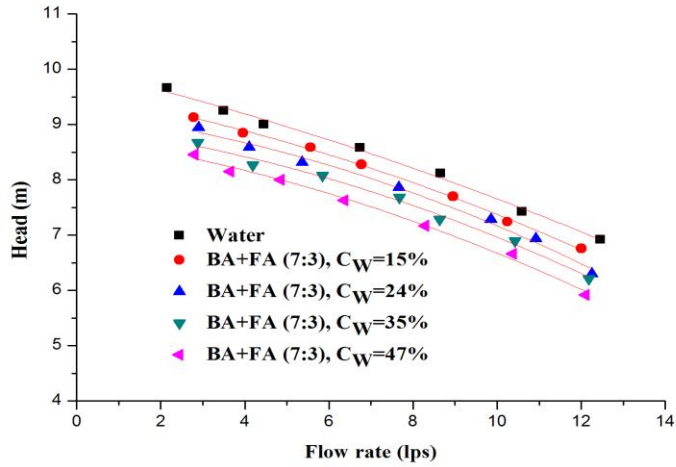 11
10
9
8
7
6
5
4
Head (m)
Water
BA+FA (7:3), CW=15%
BA+FA (7:3), CW=24%
BA+FA (7:3), CW=35%
BA+FA (7:3), CW=47%
0 2 4 6 8 10 12 14
Flow rate (lps)